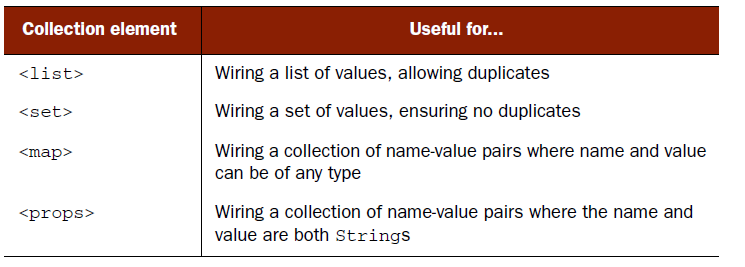 Collection element Useful for...
<list> Wiring a list of values, allowing duplicates
<set> Wiring a set of values, ensuring no duplicates
<map> Wiring a collection of name-value pairs where name and value
can be of any type
<props> Wiring a collection of name-value pairs where the name and
value are both Strings